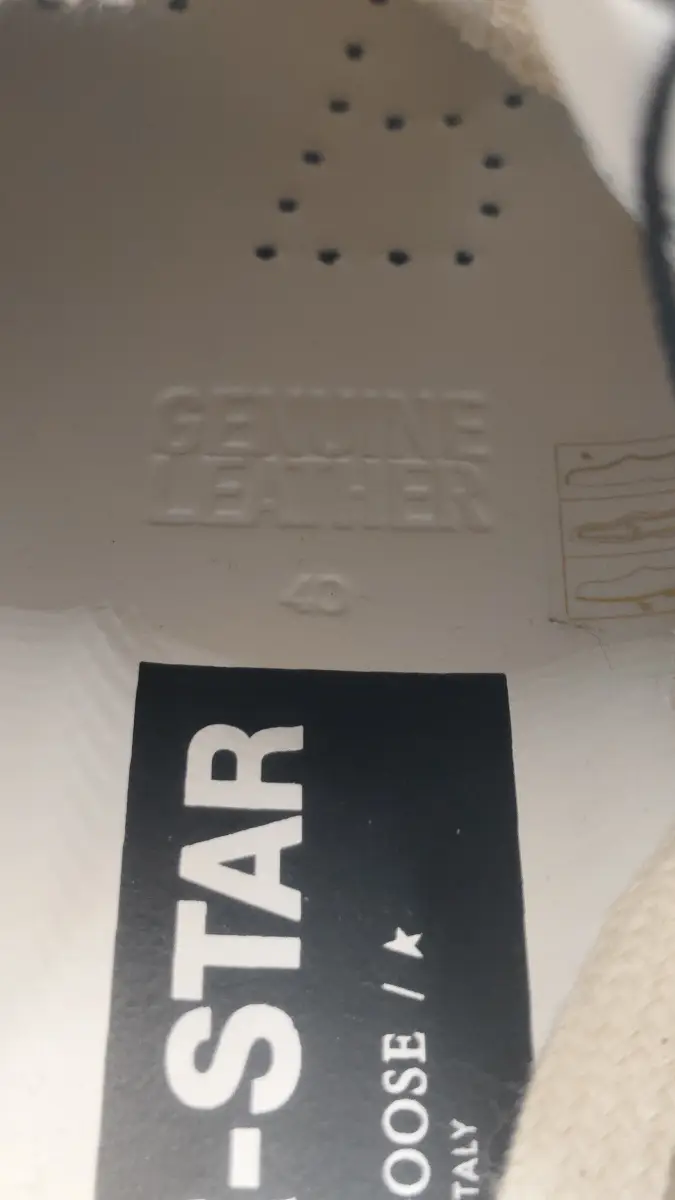 GENUINE
LEATHER
40
-STAR
OOSE / ★
TALY